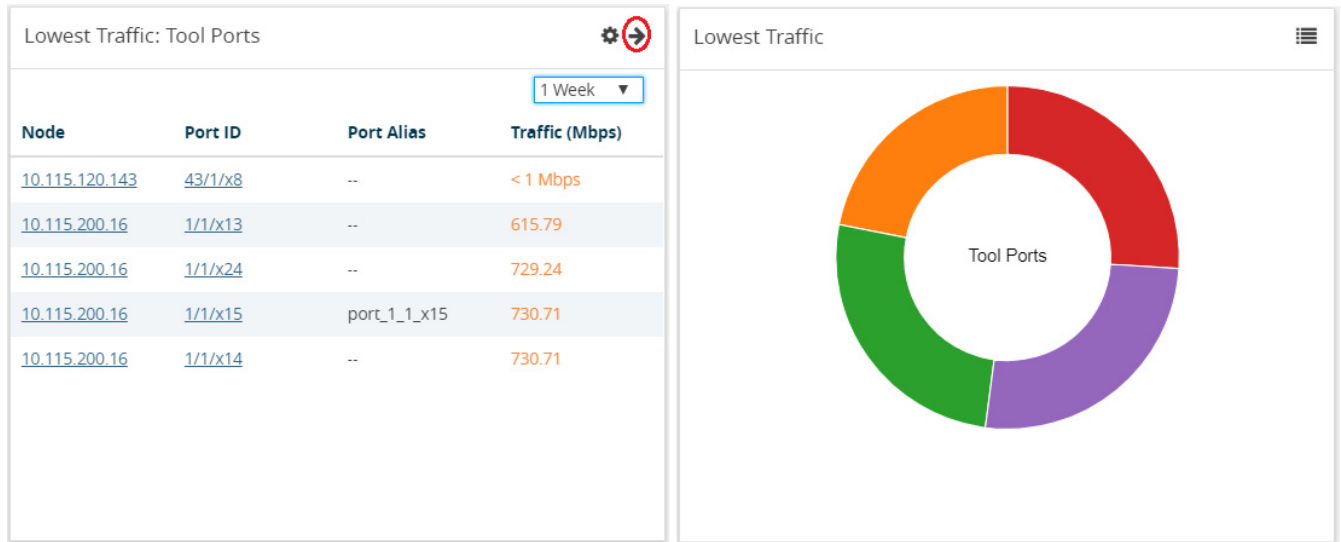 Lowest Traffic: Tool Ports
1 Week
Node Port ID Port Alias Traffic (Mbps)
10.115.120.143 43/1/x8 -- < 1 Mbps
10.115.200.16 1/1/x13 -- 615.79
10.115.200.16 1/1/x24 -- 729.24
10.115.200.16 1/1/x15 port_1_1_x15 730.71
10.115.200.16 1/1/x14 -- 730.71
Lowest Traffic
Tool Ports